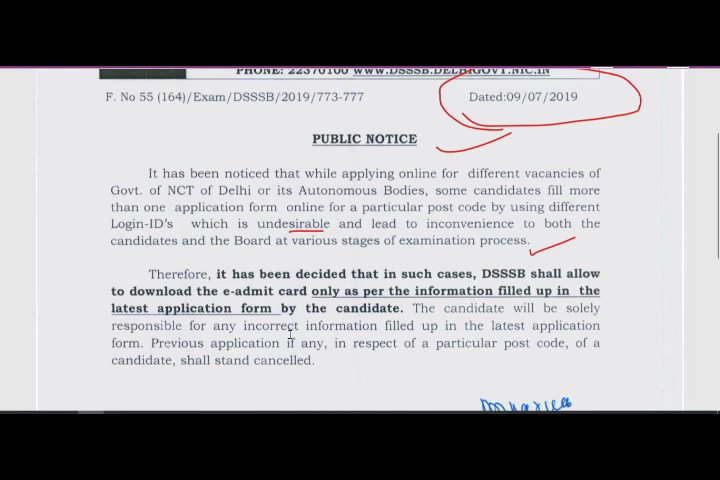 PHONE: 22370100 WWW.DSSSB.DELHIGOVT.NIC.IN
F. No 55 (164)/Exam/DSSSB/2019/773-777 Dated:09/07/2019
PUBLIC NOTICE
It has been noticed that while applying online for different vacancies of
Govt. of NCT of Delhi or its Autonomous Bodies, some candidates fill more
than one application form online for a particular post code by using different
Login-ID's which is undesirable and lead to inconvenience to both the
candidates and the Board at various stages of examination process.
Therefore, it has been decided that in such cases, DSSSB shall allow
to download the e-admit card only as per the information filled up in the
latest application form by the candidate. The candidate will be solely
responsible for any incorrect information filled up in the latest application
form. Previous application if any, in respect of a particular post code, of a
candidate, shall stand cancelled.